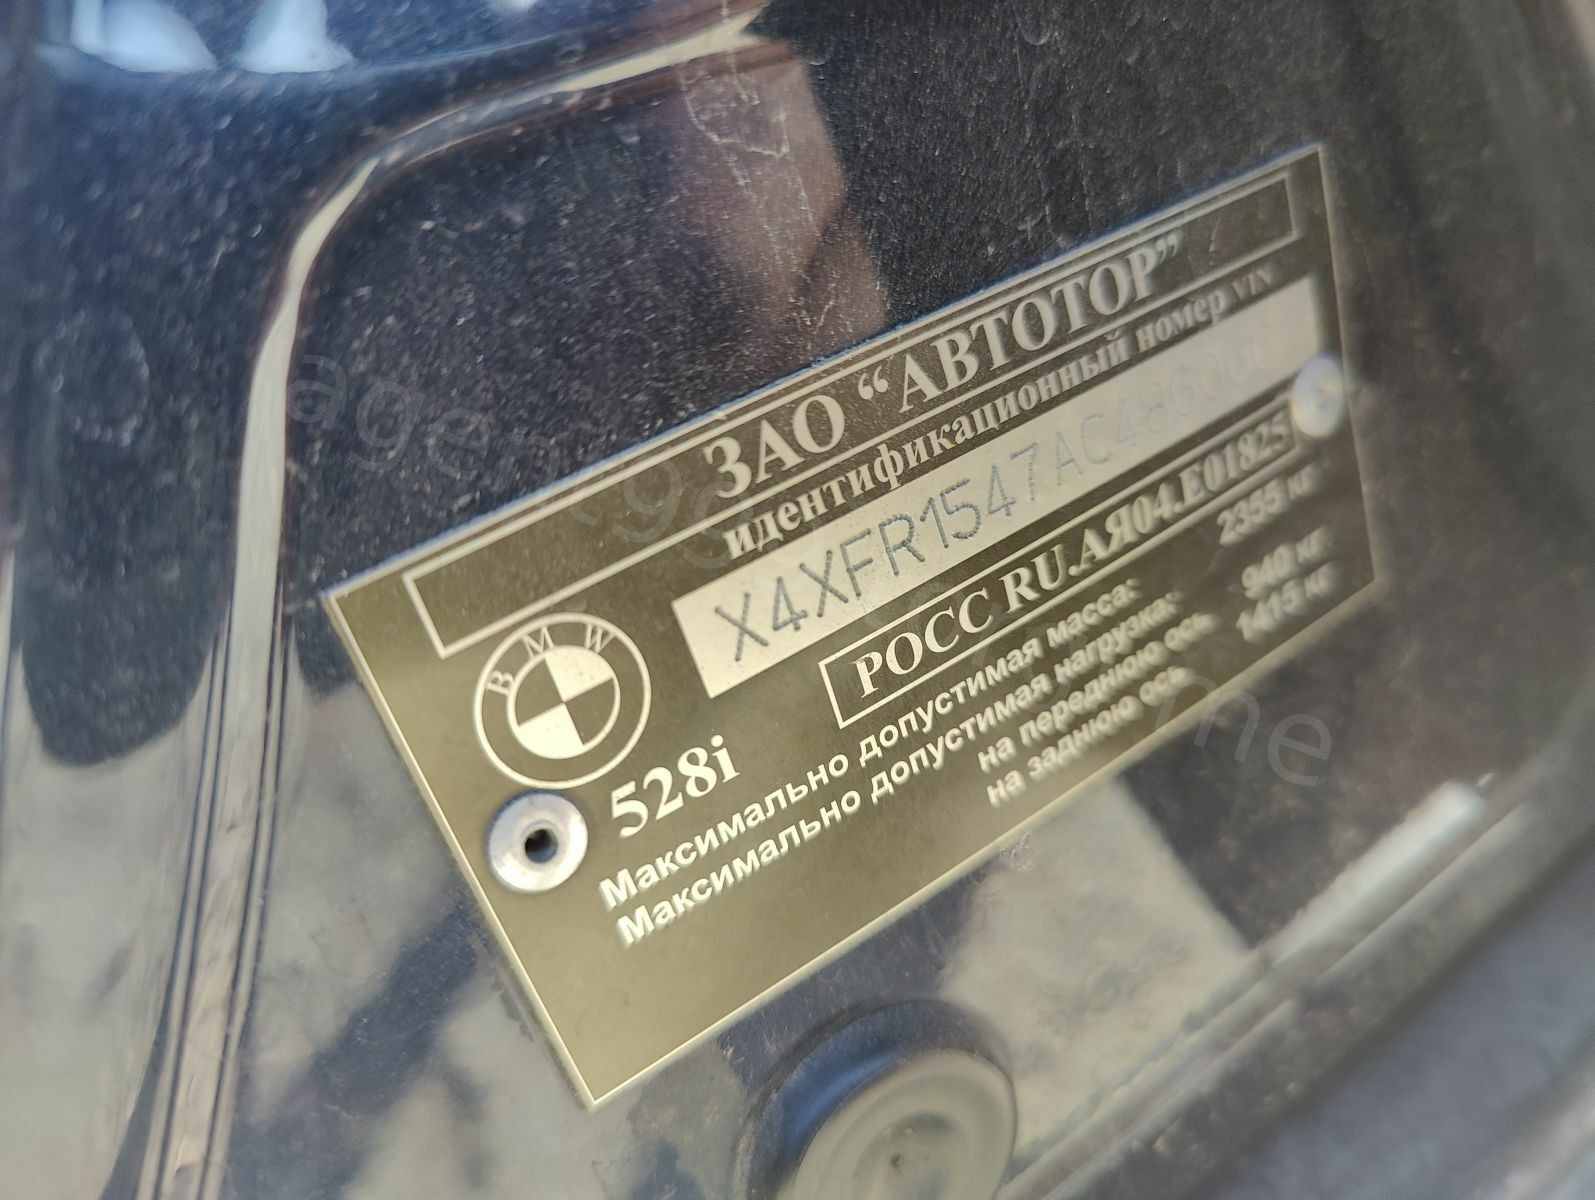 ЗАО “АВТОТОР”
идентификационный номер VIN
X4XFR1547AC486066
РОСС RU.АЯ04.Е01825
BMW
528i
Максимально допустимая масса: 2355 кг
Максимально допустимая нагрузка:
на переднюю ось 940 кг
на заднюю ось 1415 кг